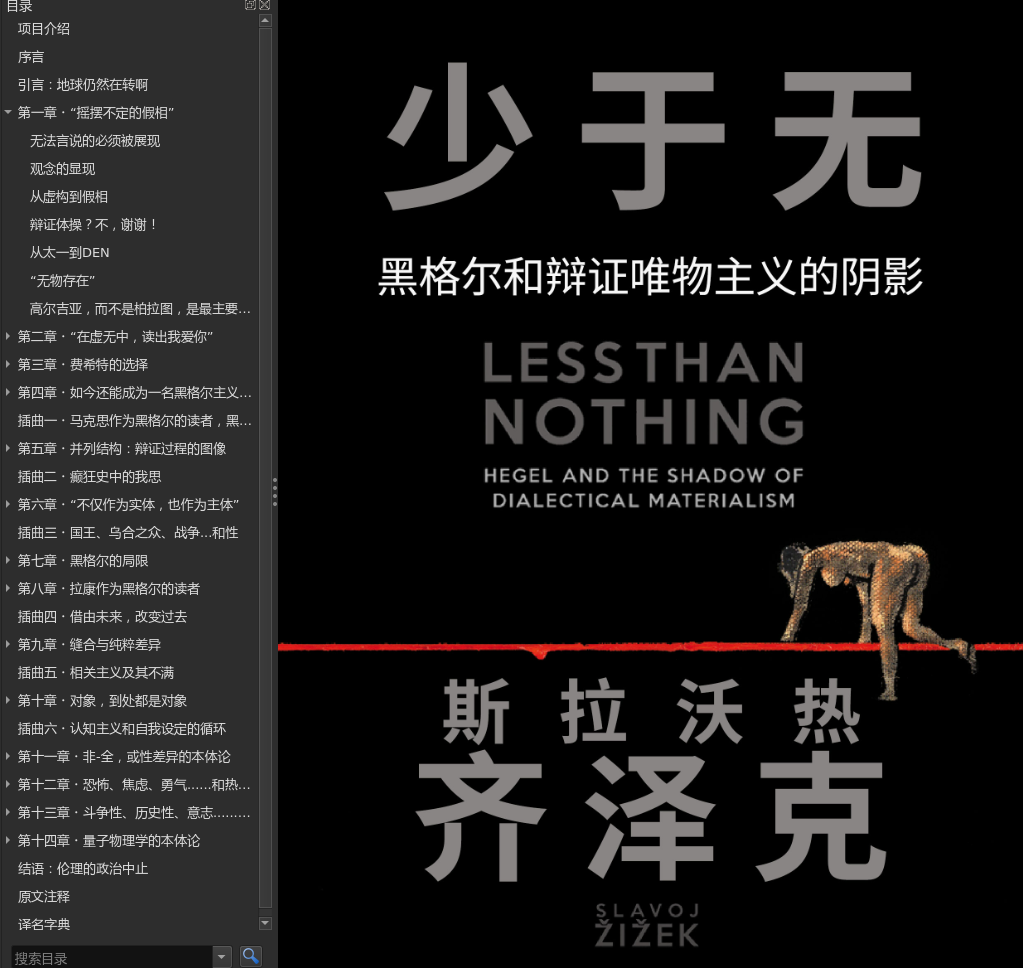 目录
项目介绍
序言
引言：地球仍然在转啊
第一章 · “摇摆不定的假相”
无法言说的必须被展现
观念的显现
从虚构到假相
辩证体操？不，谢谢！
从太一到DEN
“无物存在”
高尔吉亚，而不是柏拉图，是最主要…
第二章 · “在虚无中，读出我爱你”
第三章 · 费希特的选择
第四章 · 如今还能成为一名黑格尔主义…
插曲一 · 马克思作为黑格尔的读者，黑…
第五章 · 并列结构：辩证过程的图像
插曲二 · 癫狂史中的我思
第六章 · “不仅作为实体，也作为主体”
插曲三 · 国王、乌合之众、战争...和性
第七章 · 黑格尔的局限
第八章 · 拉康作为黑格尔的读者
插曲四 · 借由未来，改变过去
第九章 · 缝合与纯粹差异
插曲五 · 相关主义及其不满
第十章 · 对象，到处都是对象
插曲六 · 认知主义和自我设定的循环
第十一章 · 非-全，或性差异的本体论
第十二章 · 恐怖、焦虑、勇气……和热…
第十三章 · 斗争性、历史性、意志………
第十四章 · 量子物理学的本体论
结语：伦理的政治中止
原文注释
译名字典
搜索目录
少于无
黑格尔和辩证唯物主义的阴影
LESS THAN
NOTHING
HEGEL AND THE SHADOW OF
DIALECTICAL MATERIALISM
斯拉沃热
齐泽克
SLAVOJ
ŽIŽEK